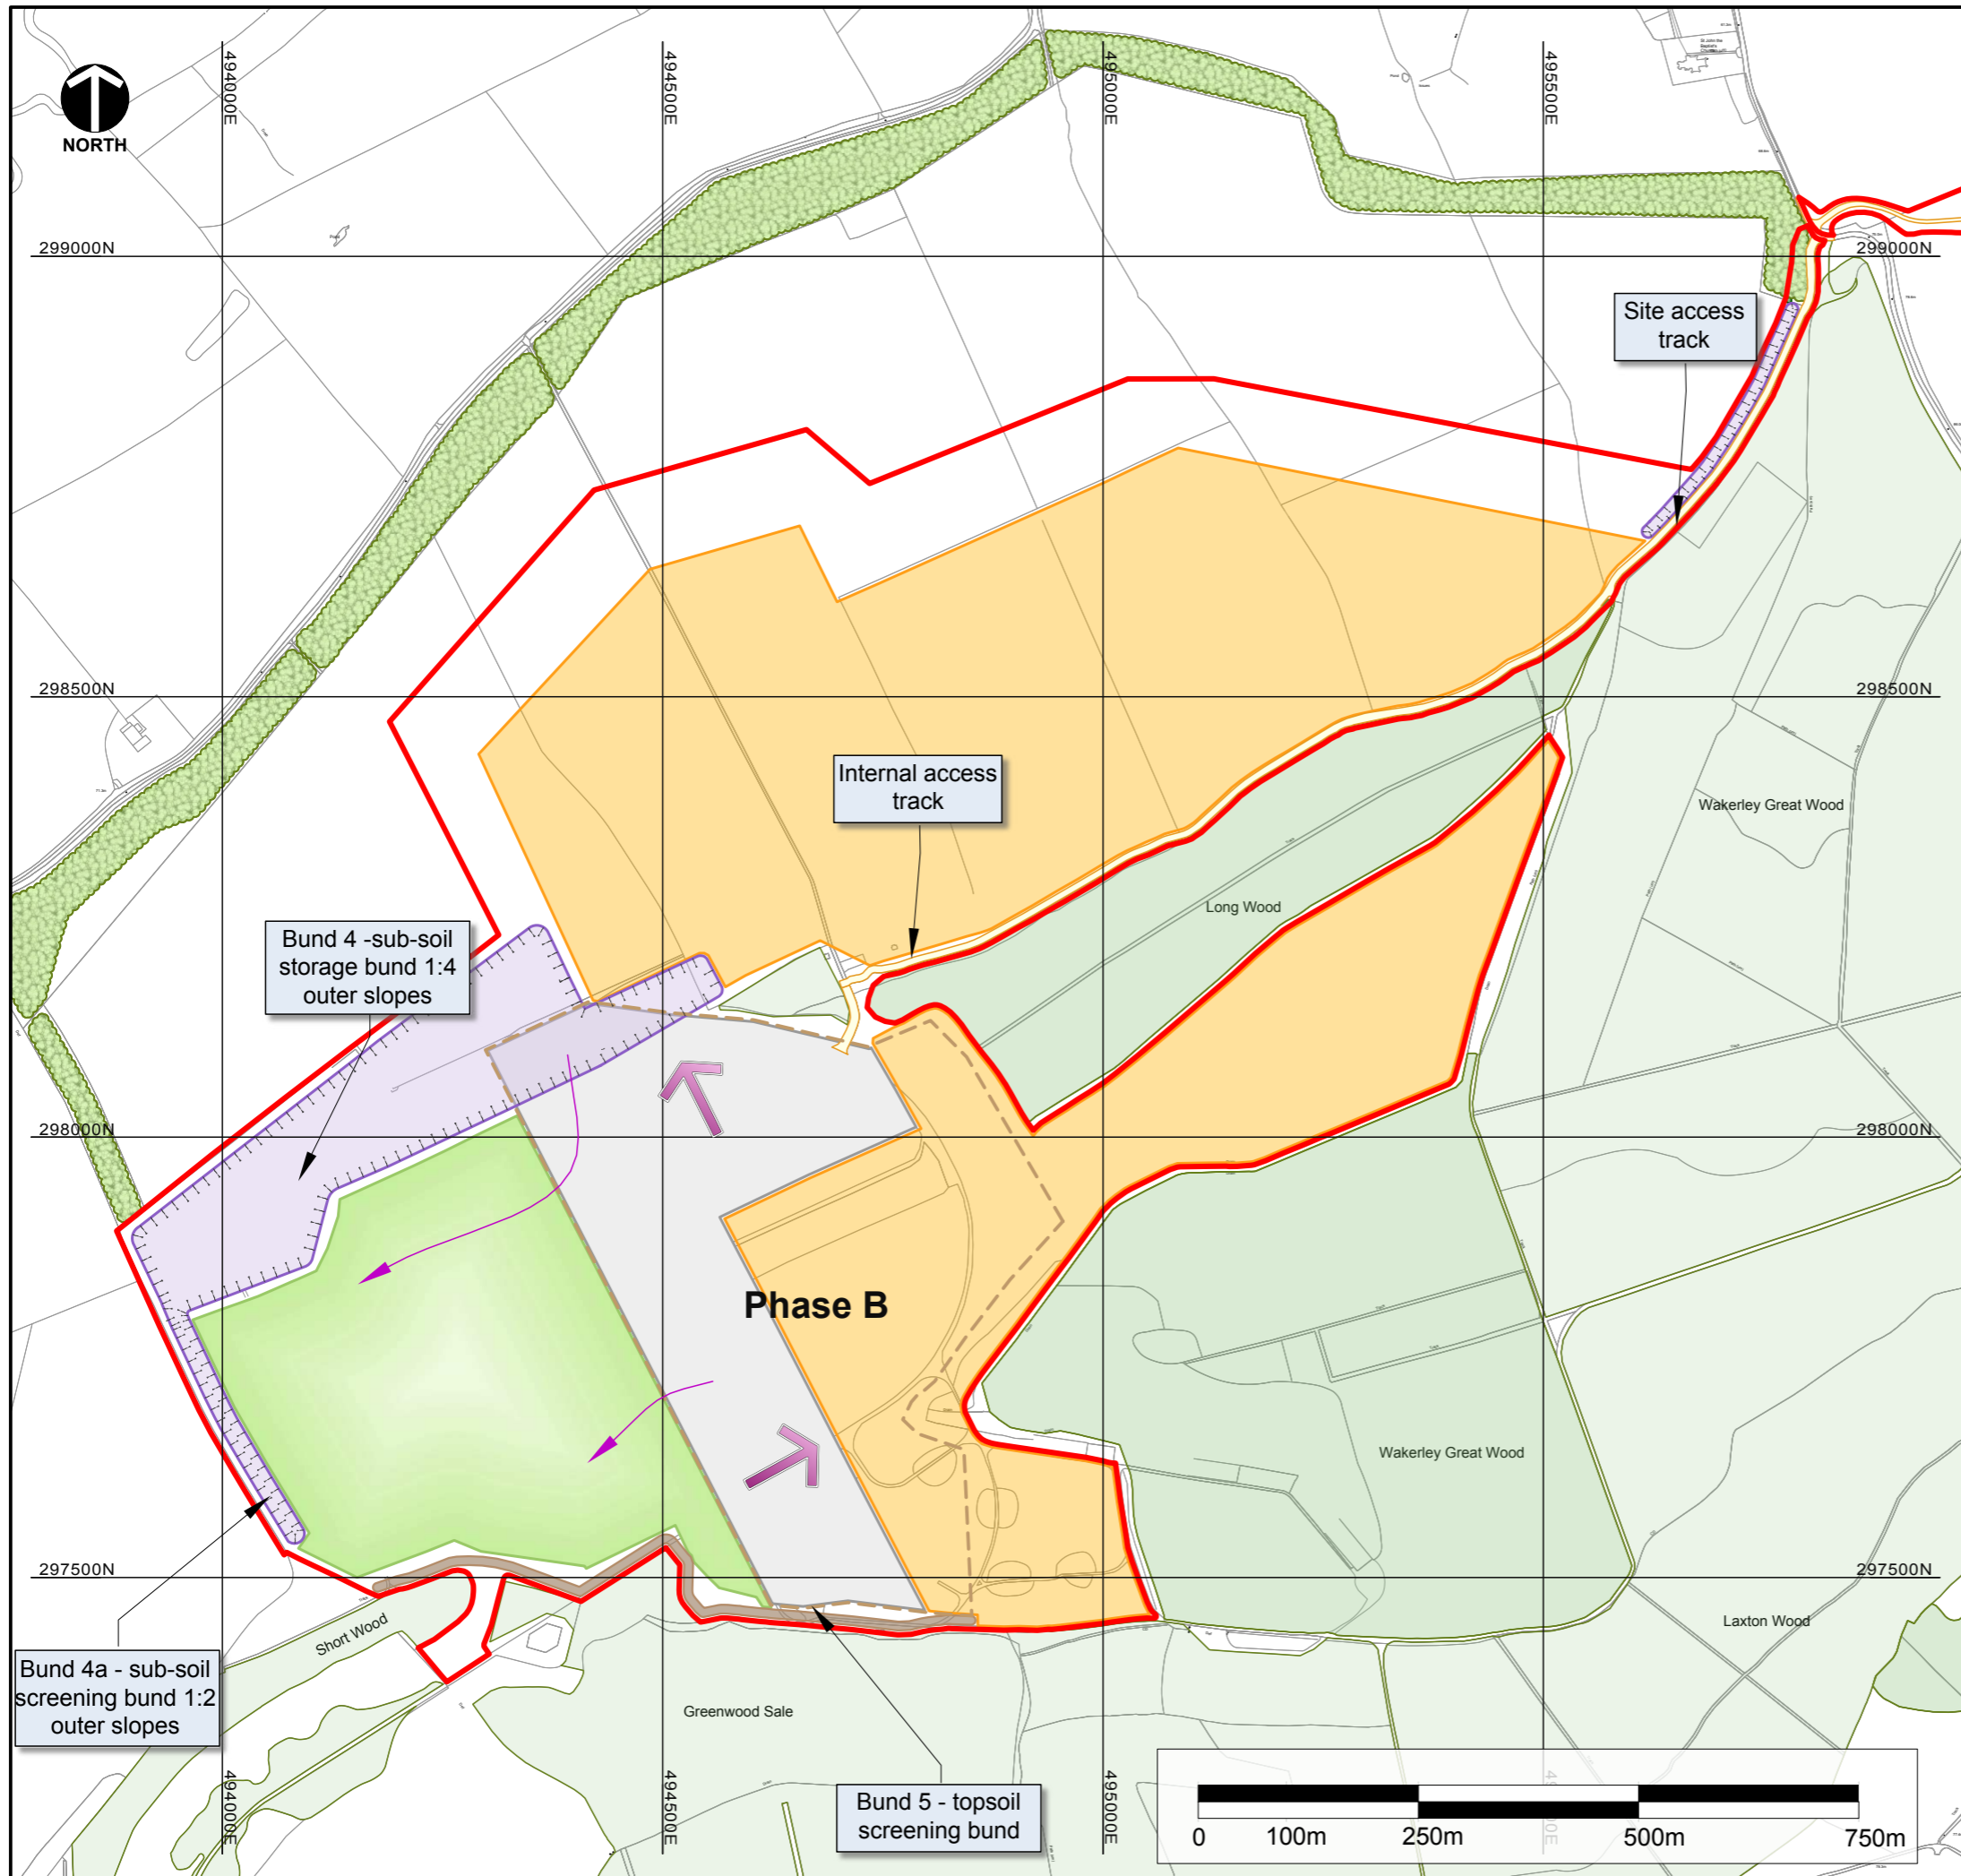 494000E
494500E
495000E
495500E
NORTH
299000N
299000N
Site access
track
298500N
298500N
Internal access
track
Wakerley Great Wood
Long Wood
Bund 4 -sub-soil
storage bund 1:4
outer slopes
298000N
298000N
Phase B
Wakerley Great Wood
297500N
297500N
Short Wood
Laxton Wood
Bund 4a - sub-soil
screening bund 1:2
outer slopes
Greenwood Sale
Bund 5 - topsoil
screening bund
494000E
494500E
495000E
0 100m 250m 500m 750m